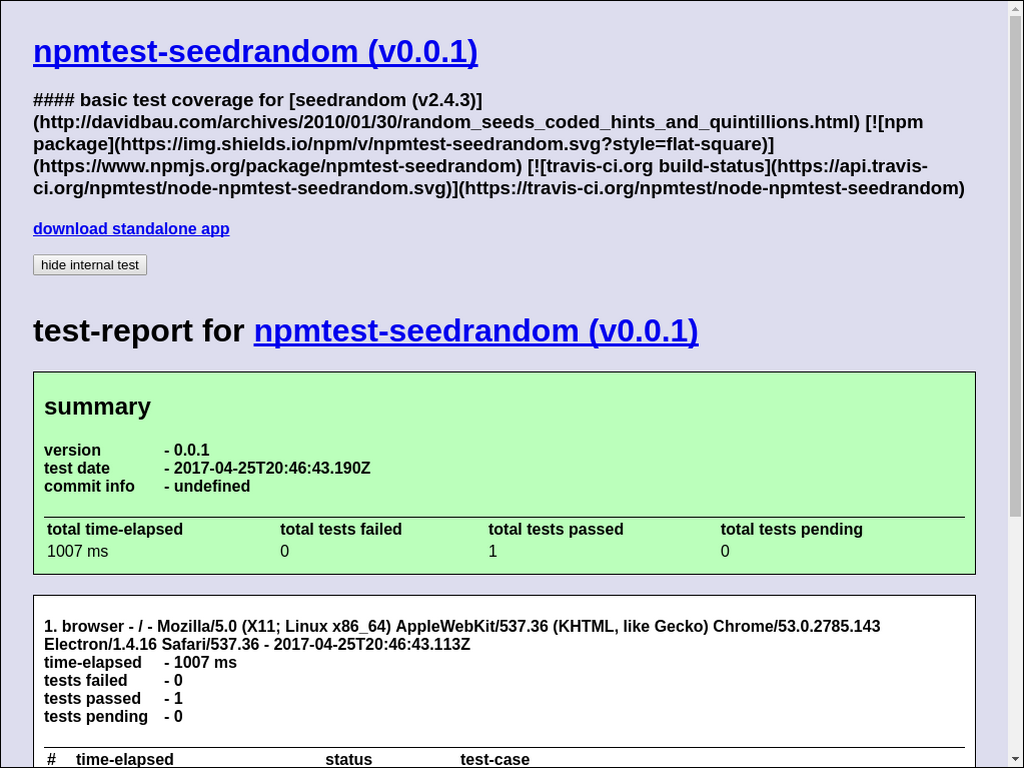 npmtest-seedrandom (v0.0.1)
#### basic test coverage for [seedrandom (v2.4.3)]
(http://davidbau.com/archives/2010/01/30/random_seeds_coded_hints_and_quintillions.html) [![npm
package](https://img.shields.io/npm/v/npmtest-seedrandom.svg?style=flat-square)]
(https://www.npmjs.org/package/npmtest-seedrandom) [![travis-ci.org build-status](https://api.travis-
ci.org/npmtest/node-npmtest-seedrandom.svg)](https://travis-ci.org/npmtest/node-npmtest-seedrandom)
download standalone app
hide internal test
test-report for npmtest-seedrandom (v0.0.1)
summary
version - 0.0.1
test date - 2017-04-25T20:46:43.190Z
commit info - undefined
total time-elapsed total tests failed total tests passed total tests pending
1007 ms 0 1 0
1. browser - / - Mozilla/5.0 (X11; Linux x86_64) AppleWebKit/537.36 (KHTML, like Gecko) Chrome/53.0.2785.143
Electron/1.4.16 Safari/537.36 - 2017-04-25T20:46:43.113Z
time-elapsed - 1007 ms
tests failed - 0
tests passed - 1
tests pending - 0
# time-elapsed status test-case